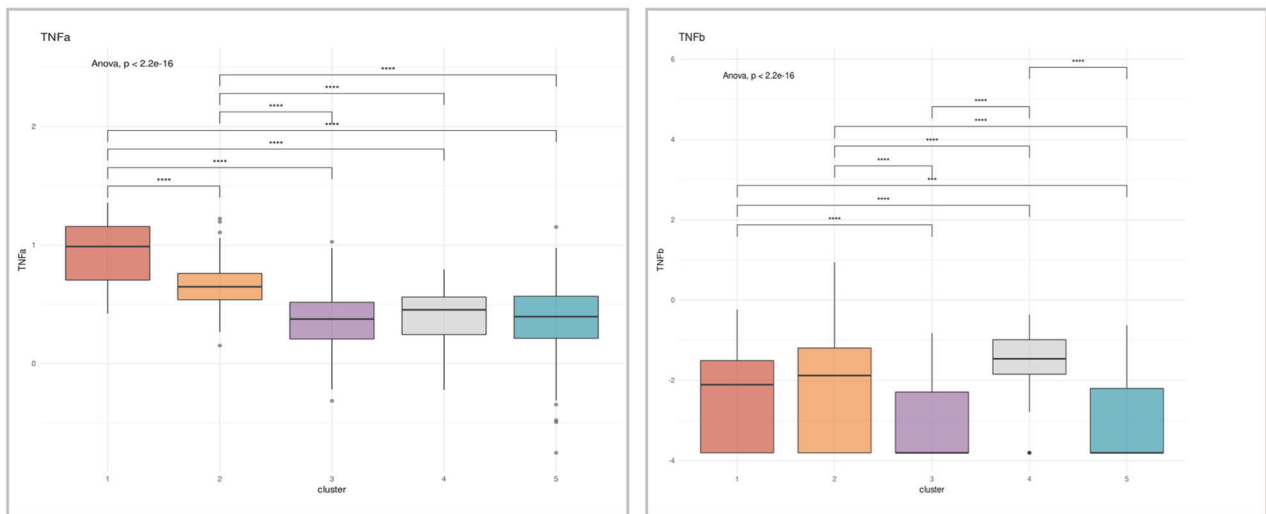 TNFa
Anova, p < 2.2e-16
****
****
****
****
****
****
****
2
1
0
TNFa
1 2 3 4 5
cluster
TNFb
6
Anova, p < 2.2e-16
****
****
****
4
****
****
***
2
****
****
0
-2
-4
TNFb
1 2 3 4 5
cluster